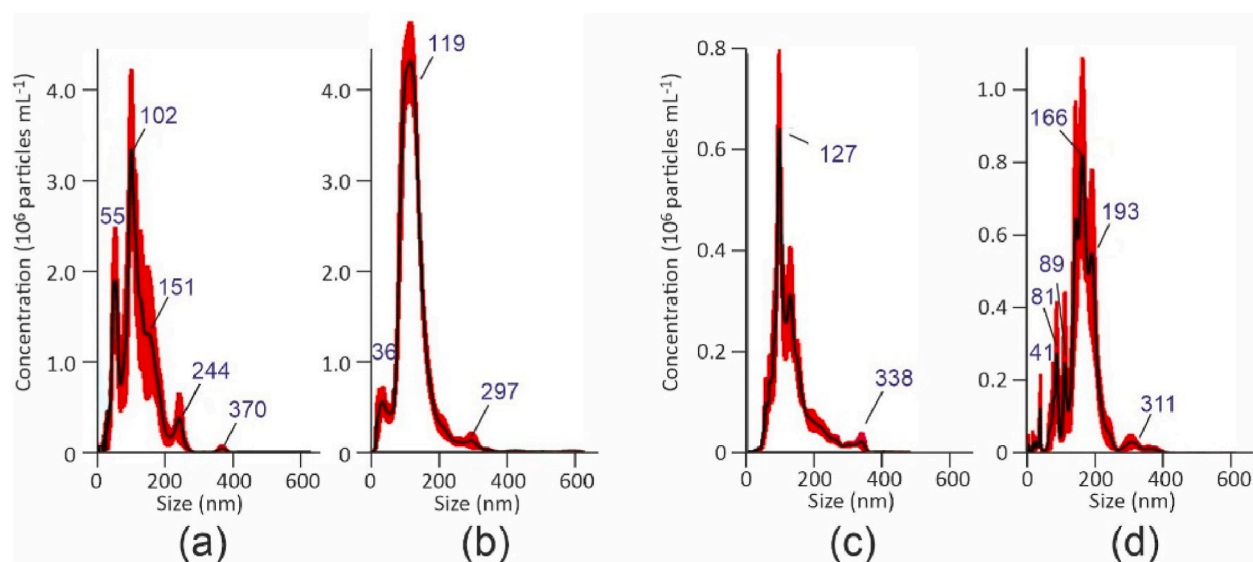 Concentration (10⁶ particles mL⁻¹)
4.0
3.0
2.0
1.0
0
55
102
151
244
370
0 200 400 600
Size (nm)
(a)
4.0
3.0
2.0
1.0
0
36
119
297
0 200 400 600
Size (nm)
(b)
Concentration (10⁶ particles mL⁻¹)
0.8
0.6
0.4
0.2
0
127
338
0 200 400 600
Size (nm)
(c)
1.0
0.8
0.6
0.4
0.2
0
166
193
89
81
41
311
0 200 400 600
Size (nm)
(d)